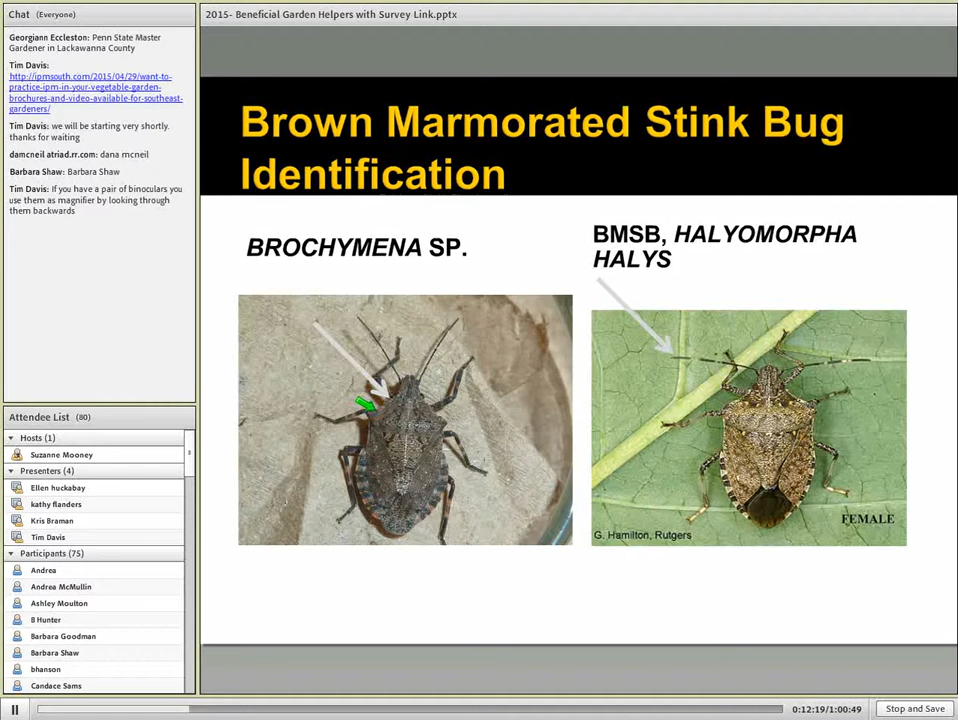 Chat (Everyone)
Georgiann Eccleston: Penn State Master
Gardener in Lackawanna County
Tim Davis:
http://ipmsouth.com/2015/04/29/want-to-
practice-ipm-in-your-vegetable-garden-
brochures-and-video-available-for-southeast-
gardeners/
Tim Davis: we will be starting very shortly.
thanks for waiting
damcneil atriad.rr.com: dana mcneil
Barbara Shaw: Barbara Shaw
Tim Davis: If you have a pair of binoculars you
use them as magnifier by looking through
them backwards
Attendee List (80)
Hosts (1)
Suzanne Mooney
Presenters (4)
Ellen huckabay
kathy flanders
Kris Braman
Tim Davis
Participants (75)
Andrea
Andrea McMullin
Ashley Moulton
B Hunter
Barbara Goodman
Barbara Shaw
bhanson
Candace Sams
2015- Beneficial Garden Helpers with Survey Link.pptx
Brown Marmorated Stink Bug
Identification
BROCHYMENA SP.
BMSB, HALYOMORPHA
HALYS
G. Hamilton, Rutgers
FEMALE
0:12:19/1:00:49
Stop and Save